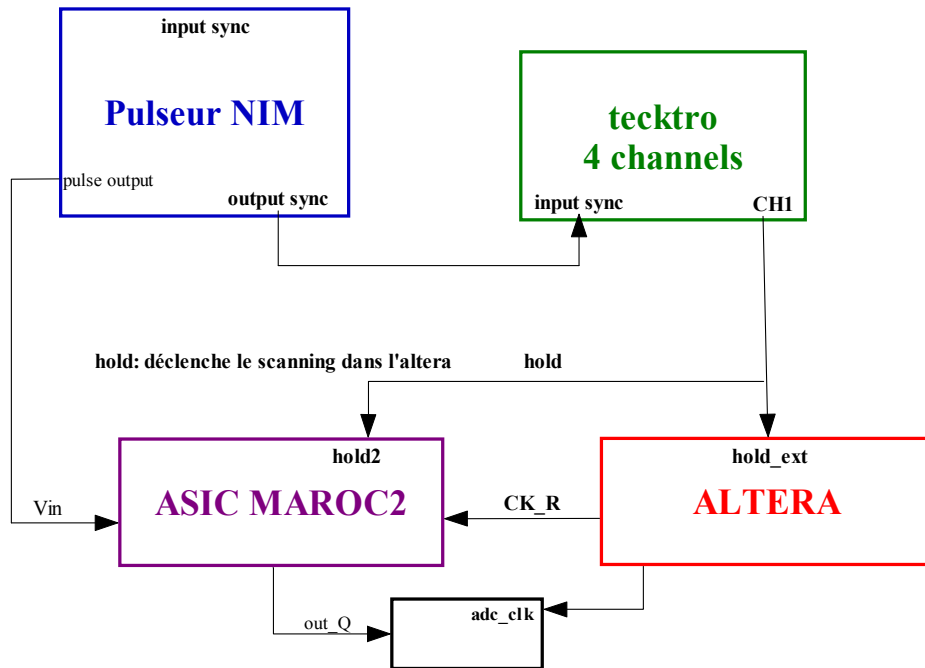 input sync
Pulseur NIM
pulse output
output sync
tecktro
4 channels
input sync
CH1
hold: déclenche le scanning dans l'altera
hold
hold2
ASIC MAROC2
Vin
CK_R
hold_ext
ALTERA
out_Q
adc_clk